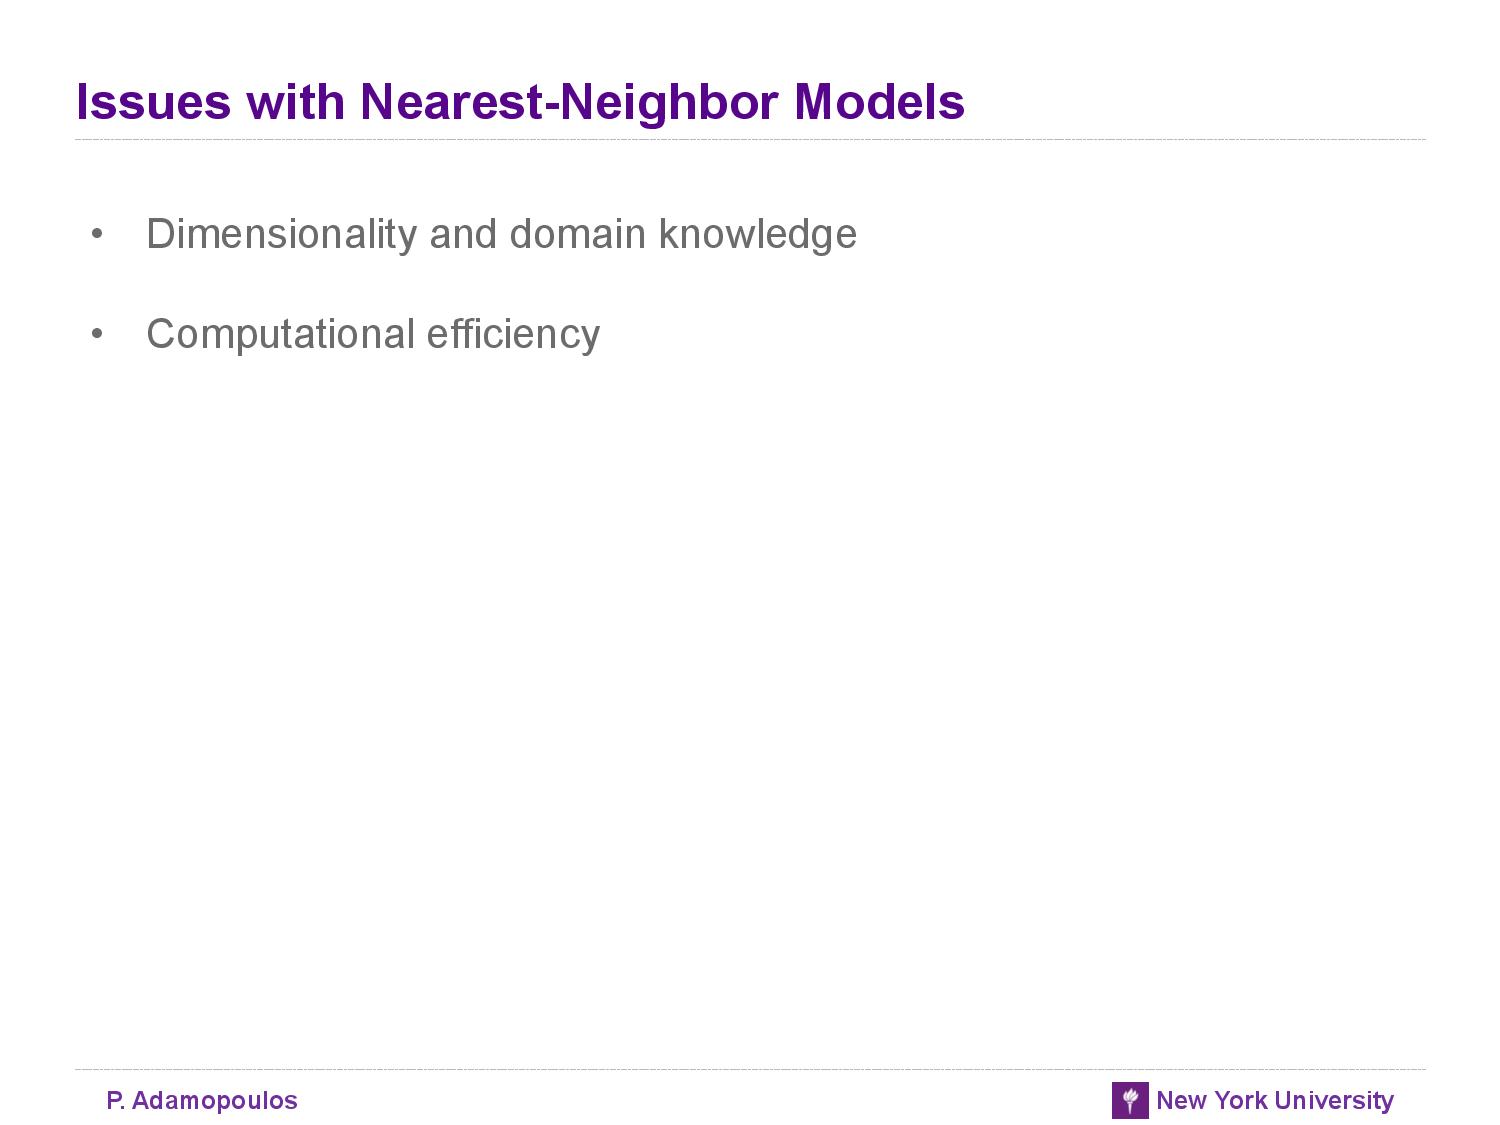 Issues with Nearest-Neighbor Models
• Dimensionality and domain knowledge
• Computational efficiency
P. Adamopoulos
New York University